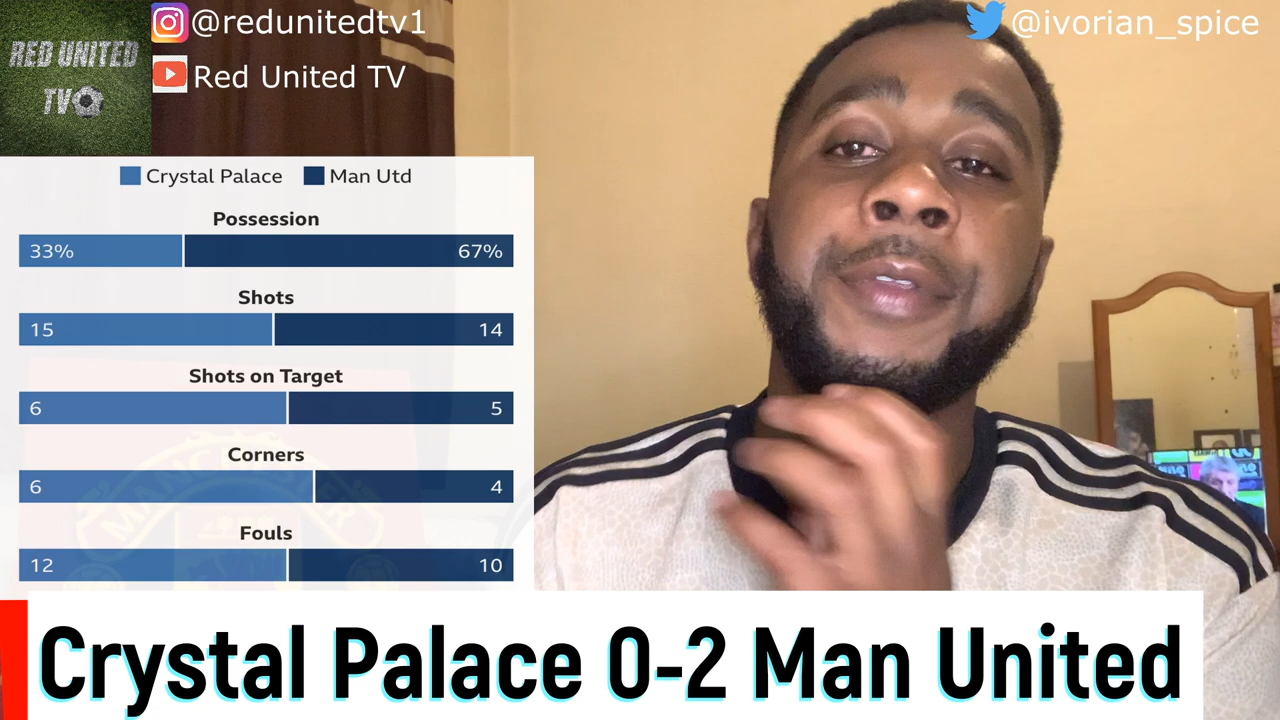 RED UNITED
TV
@redunitedtv1
Red United TV
@ivorian_spice
Crystal Palace Man Utd
Possession
33% 67%
Shots
15 14
Shots on Target
6 5
Corners
6 4
Fouls
12 10
Crystal Palace 0-2 Man United